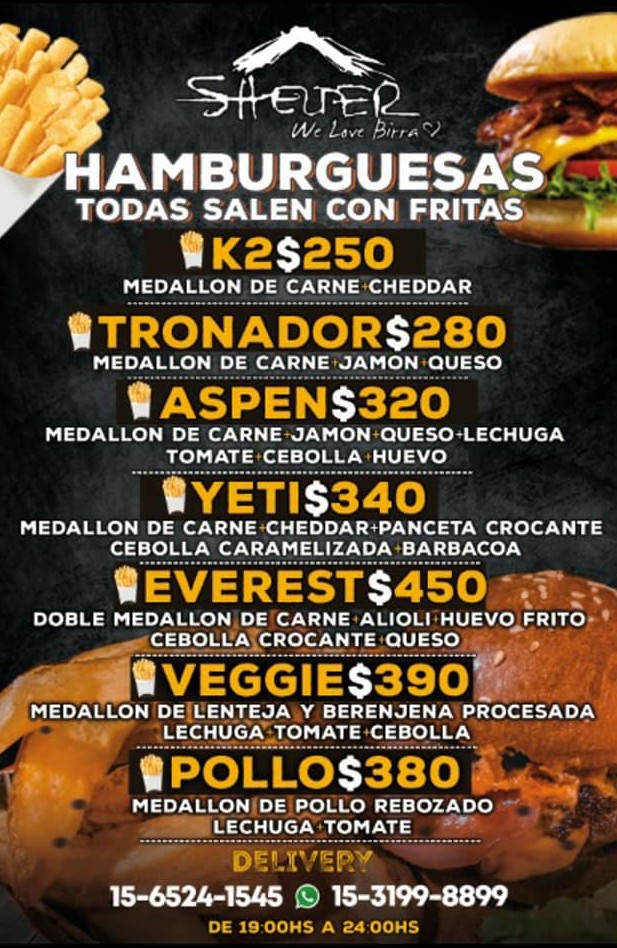 SHELTER
We Love Birra
HAMBURGUESAS
TODAS SALEN CON FRITAS
K2$250
MEDALLON DE CARNE+CHEDDAR
TRONADOR$280
MEDALLON DE CARNE+JAMON+QUESO
ASPEN$320
MEDALLON DE CARNE+JAMON+QUESO+LECHUGA
TOMATE+CEBOLLA+HUEVO
YETI$340
MEDALLON DE CARNE+CHEDDAR+PANCETA CROCANTE
CEBOLLA CARAMELIZADA+BARBACOA
EVEREST$450
DOBLE MEDALLON DE CARNE+ALIOLI+HUEVO FRITO
CEBOLLA CROCANTE+QUESO
VEGGIE$390
MEDALLON DE LENTEJA Y BERENJENA PROCESADA
LECHUGA+TOMATE+CEBOLLA
POLLO$380
MEDALLON DE POLLO REBOZADO
LECHUGA+TOMATE
DELIVERY
15-6524-1545 15-3199-8899
DE 19:00HS A 24:00HS